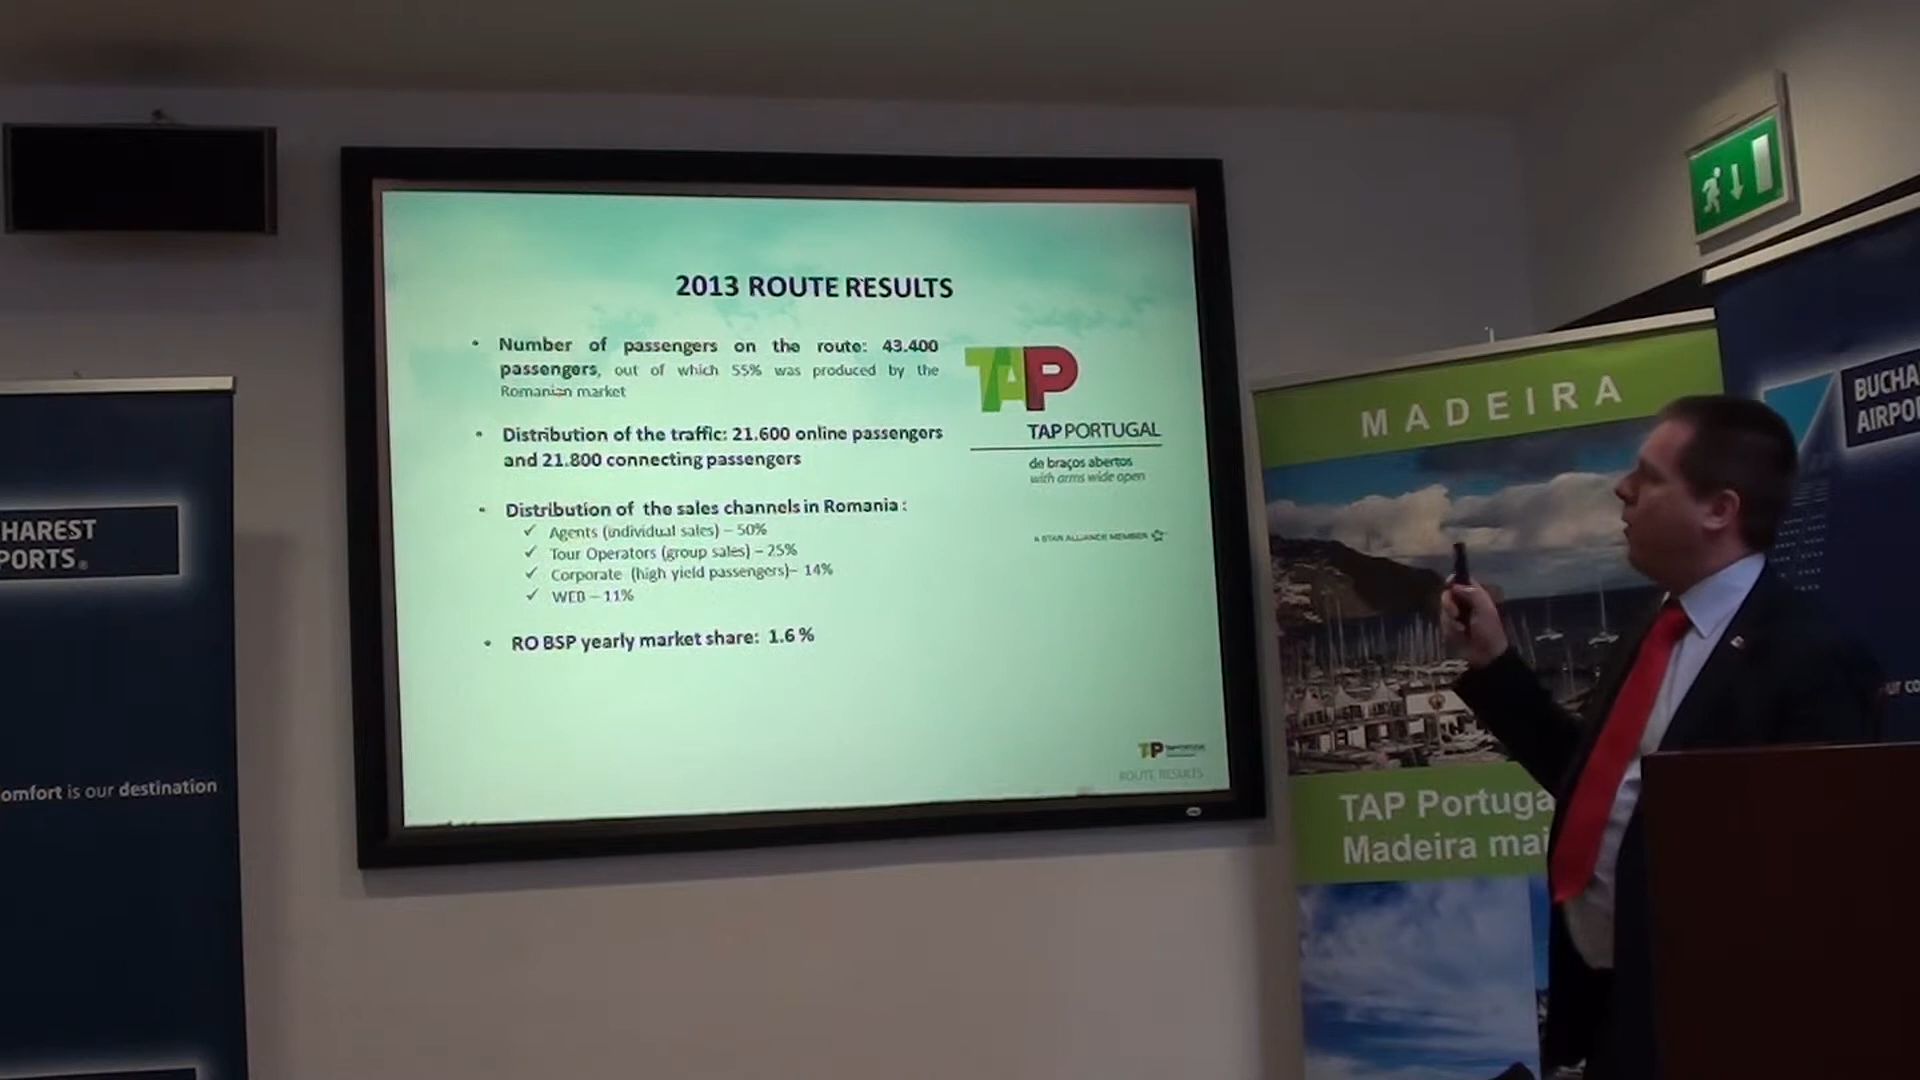 2013 ROUTE RESULTS
• Number of passengers on the route: 43.400
passengers, out of which 55% was produced by the
Romanian market
• Distribution of the traffic: 21.600 online passengers
and 21.800 connecting passengers
• Distribution of the sales channels in Romania :
✓ Agents (individual sales) – 50%
✓ Tour Operators (group sales) – 25%
✓ Corporate (high yield passengers)– 14%
✓ WEB – 11%
• RO BSP yearly market share: 1.6 %
TAP
TAP PORTUGAL
de braços abertos
with arms wide open
A STAR ALLIANCE MEMBER
TAP
ROUTE RESULTS
HAREST
PORTS®
omfort is our destination
MADEIRA
TAP Portuga
Madeira mai
BUCHA
AIRPO
ur co